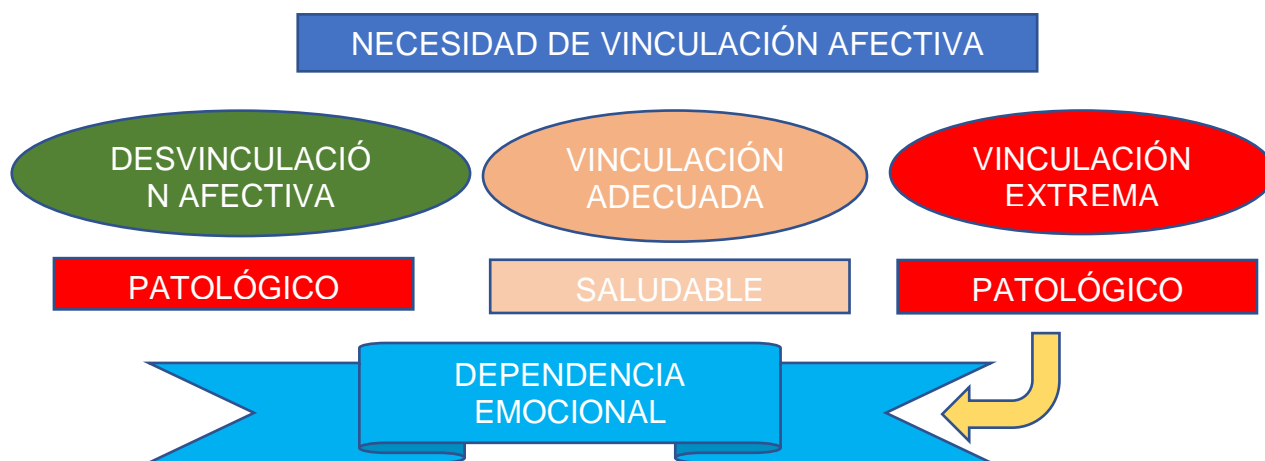 NECESIDAD DE VINCULACIÓN AFECTIVA
DESVINCULACIÓ
N AFECTIVA
VINCULACIÓN
ADECUADA
VINCULACIÓN
EXTREMA
PATOLÓGICO
SALUDABLE
PATOLÓGICO
DEPENDENCIA
EMOCIONAL